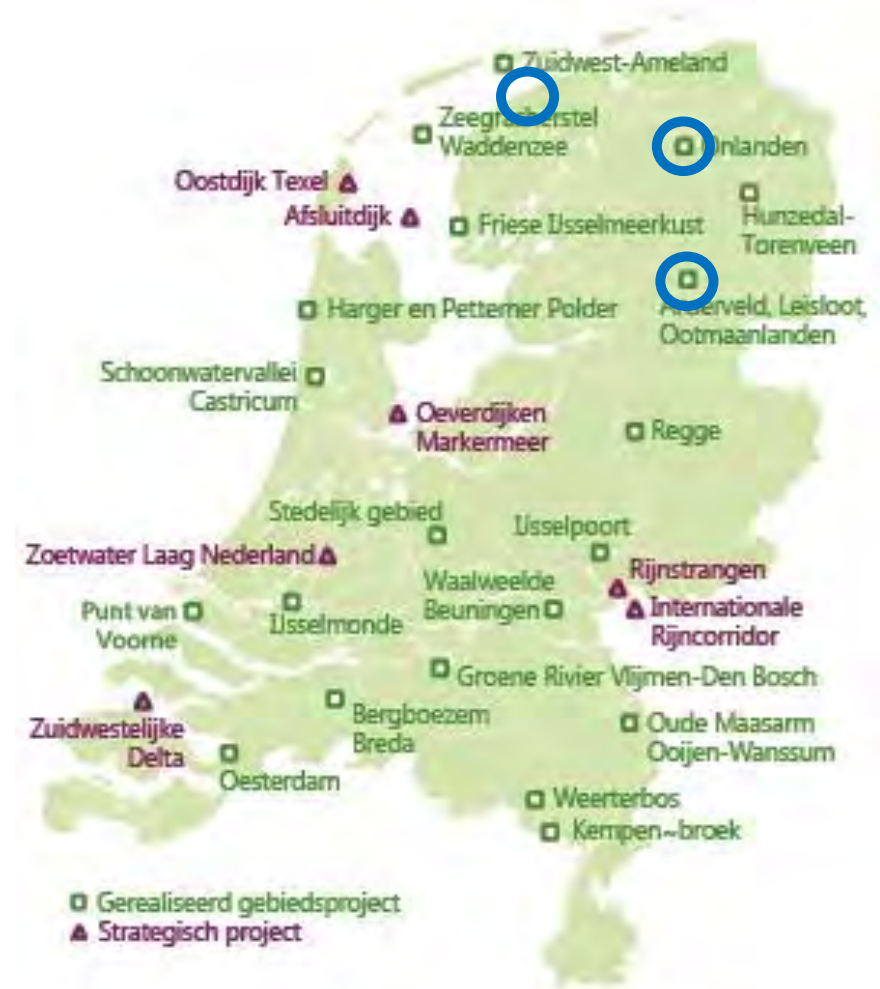 Zuidwest-Ameland
Zeegrasherstel
Waddenzee
Onlanden
Oostdijk Texel
Afsluitdijk
Hunzedal-
Torenveen
Friese IJsselmeerkust
Harger en Pettemer Polder
Arderveld, Leisloot,
Ootmaanlanden
Schoonwatervallei
Castricum
Oeverdijken
Markermeer
Regge
Stedelijk gebied
IJsselpoort
Zoetwater Laag Nederland
Rijnstrangen
Waalweelde
Beuningen
Internationale
Rijncorridor
Punt van
Voorne
IJsselmonde
Groene Rivier Vlijmen-Den Bosch
Zuidwestelijke
Delta
Bergboezem
Breda
Oude Maasarm
Ooijen-Wanssum
Oesterdam
Weerterbos
Kempen~broek
Gerealiseerd gebiedsproject
Strategisch project